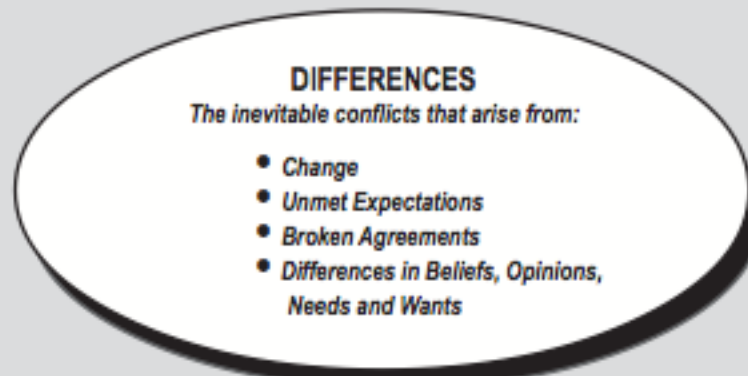 DIFFERENCES
The inevitable conflicts that arise from:
• Change
• Unmet Expectations
• Broken Agreements
• Differences in Beliefs, Opinions,
Needs and Wants